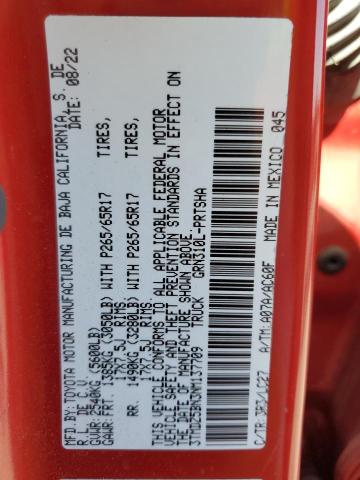 MFD.BY:TOYOTA MOTOR MANUFACTURING DE BAJA CALIFORNIA S. DE
R.L. DE C.V. DATE: 08/22
GVWR: 2540KG (5600LB)
GAWR: FRT. 1385KG (3050LB) WITH P265/65R17 TIRES,
17X7.5J RIMS.
RR. 1490KG (3280LB) WITH P265/65R17 TIRES,
17X7.5J RIMS.
THIS VEHICLE CONFORMS TO ALL APPLICABLE FEDERAL MOTOR
VEHICLE SAFETY AND THEFT PREVENTION STANDARDS IN EFFECT ON
THE DATE OF MANUFACTURE SHOWN ABOVE.
3TMDZ5BN3NM137709 TRUCK GRN310L-PRTSHA
C/TR:3R3/LC27 A/TM:A07A/AC60F MADE IN MEXICO 045